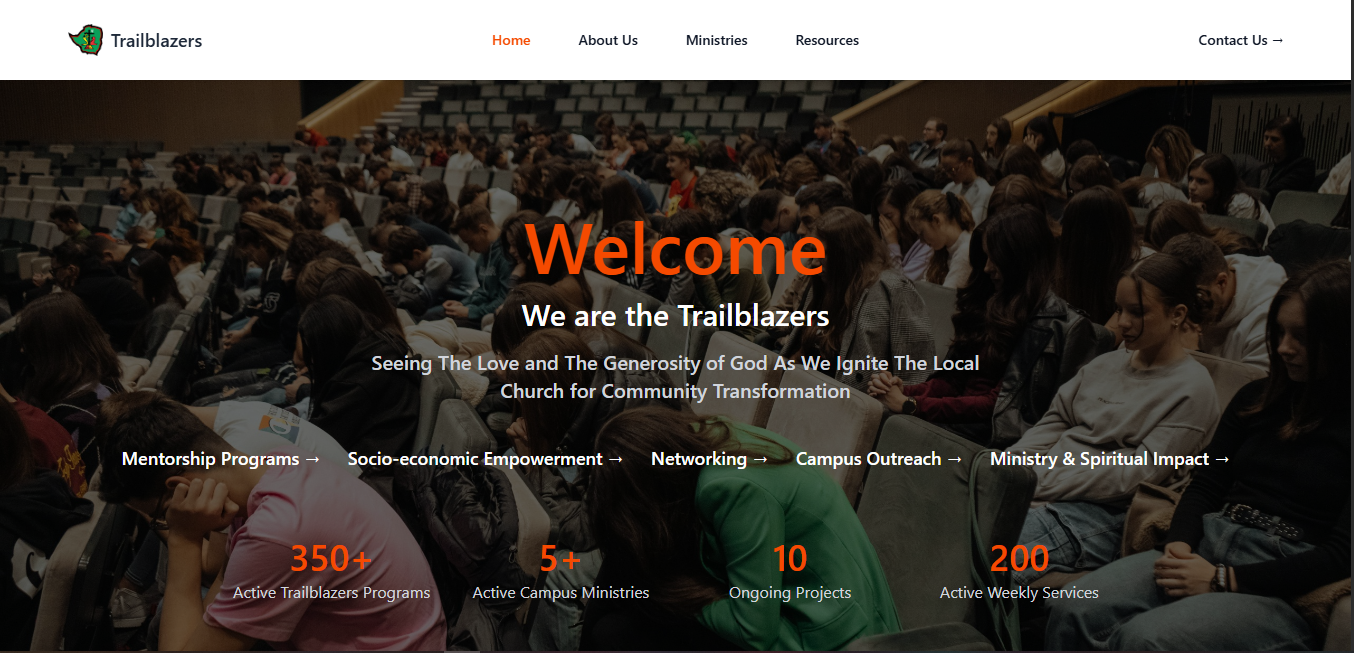 Trailblazers
Home
About Us
Ministries
Resources
Contact Us →
Welcome
We are the Trailblazers
Seeing The Love and The Generosity of God As We Ignite The Local
Church for Community Transformation
Mentorship Programs →
Socio-economic Empowerment →
Networking →
Campus Outreach →
Ministry & Spiritual Impact →
350+
Active Trailblazers Programs
5+
Active Campus Ministries
10
Ongoing Projects
200
Active Weekly Services